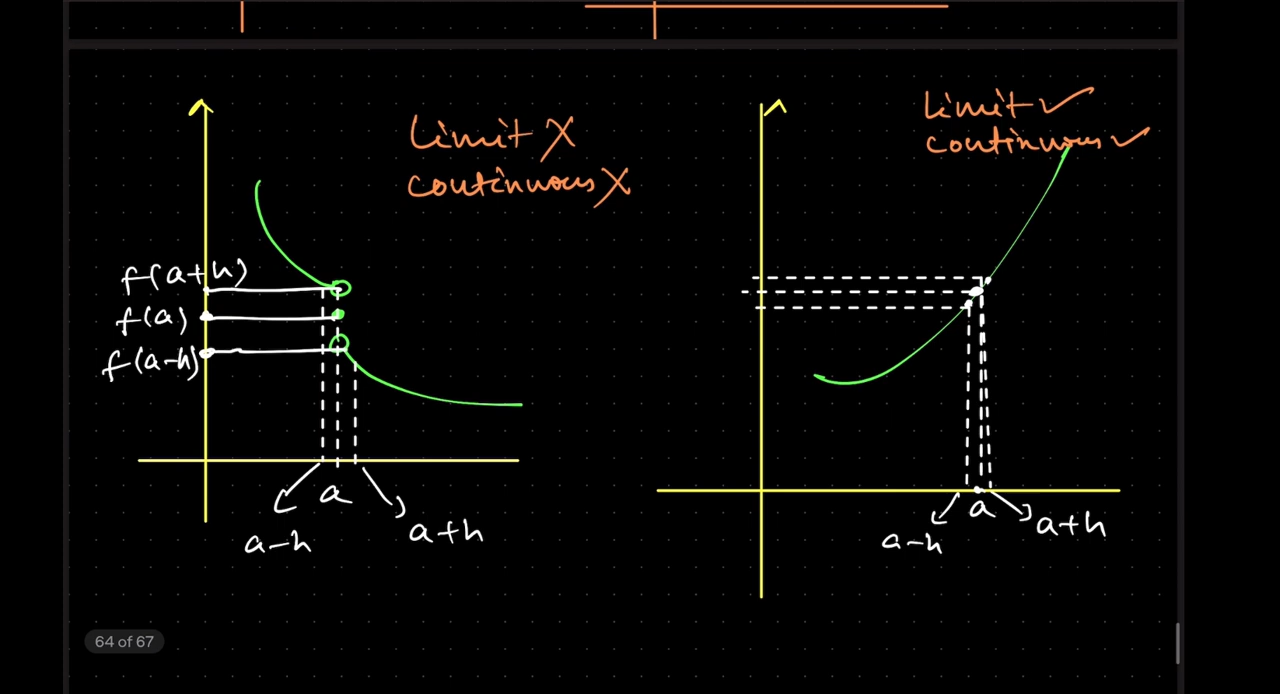 Limit X
continuous X
f(a+h)
f(a)
f(a-h)
a
a-h
a+h
Limit ✓
continuous ✓
a
a-h
a+h
64 of 67